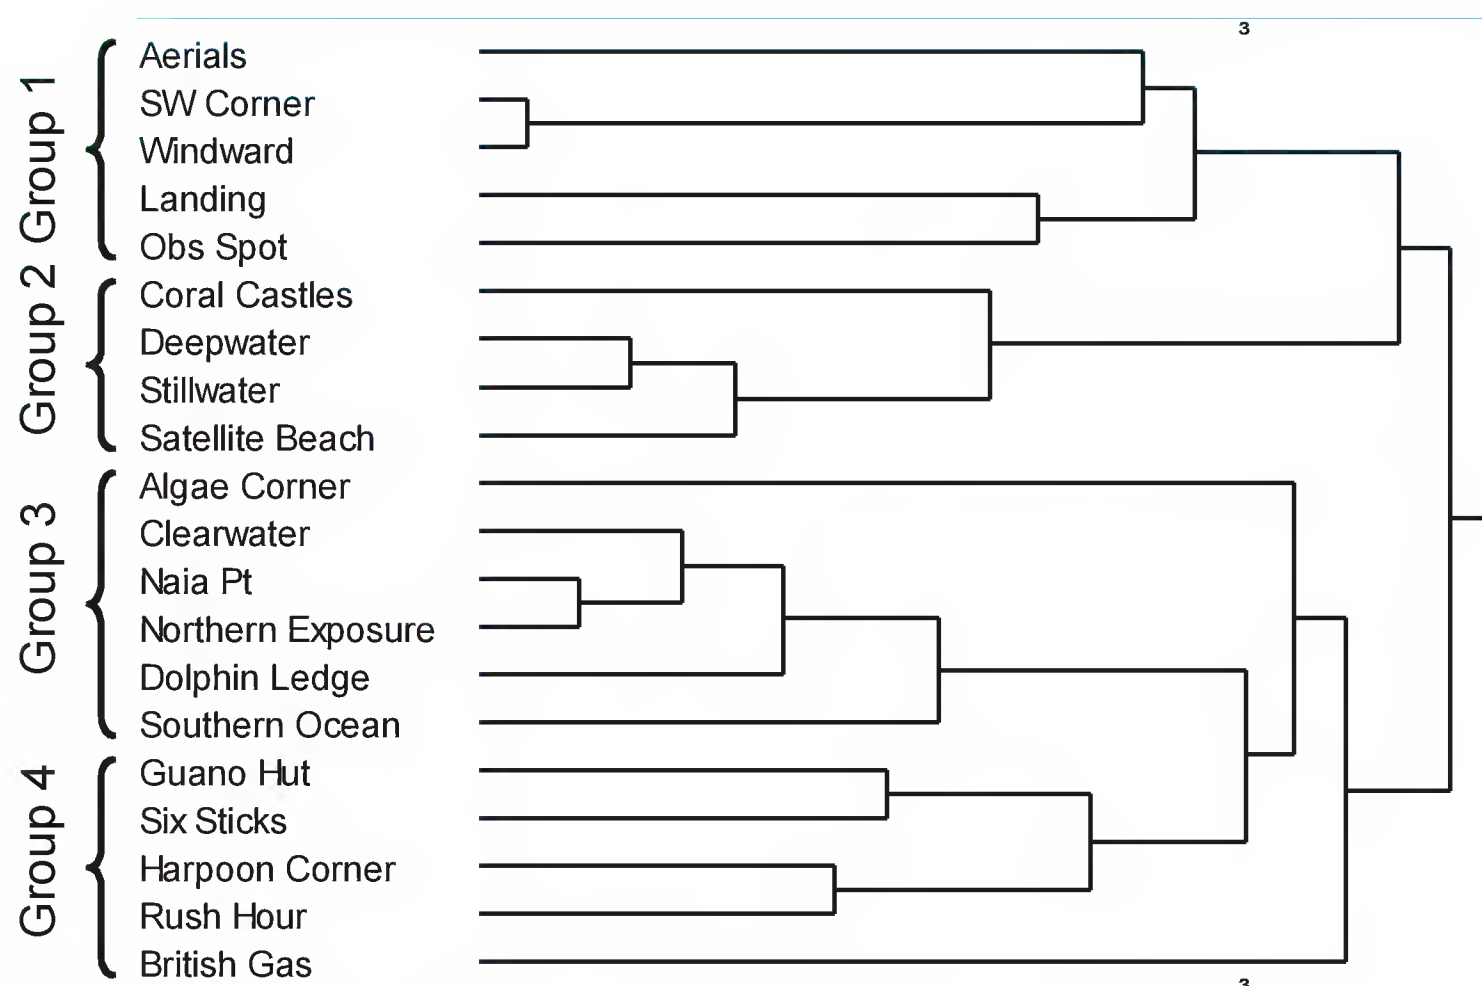 3
Group 1
Aerials
SW Corner
Windward
Landing
Obs Spot
Group 2
Coral Castles
Deepwater
Stillwater
Satellite Beach
Group 3
Algae Corner
Clearwater
Naia Pt
Northern Exposure
Dolphin Ledge
Southern Ocean
Group 4
Guano Hut
Six Sticks
Harpoon Corner
Rush Hour
British Gas